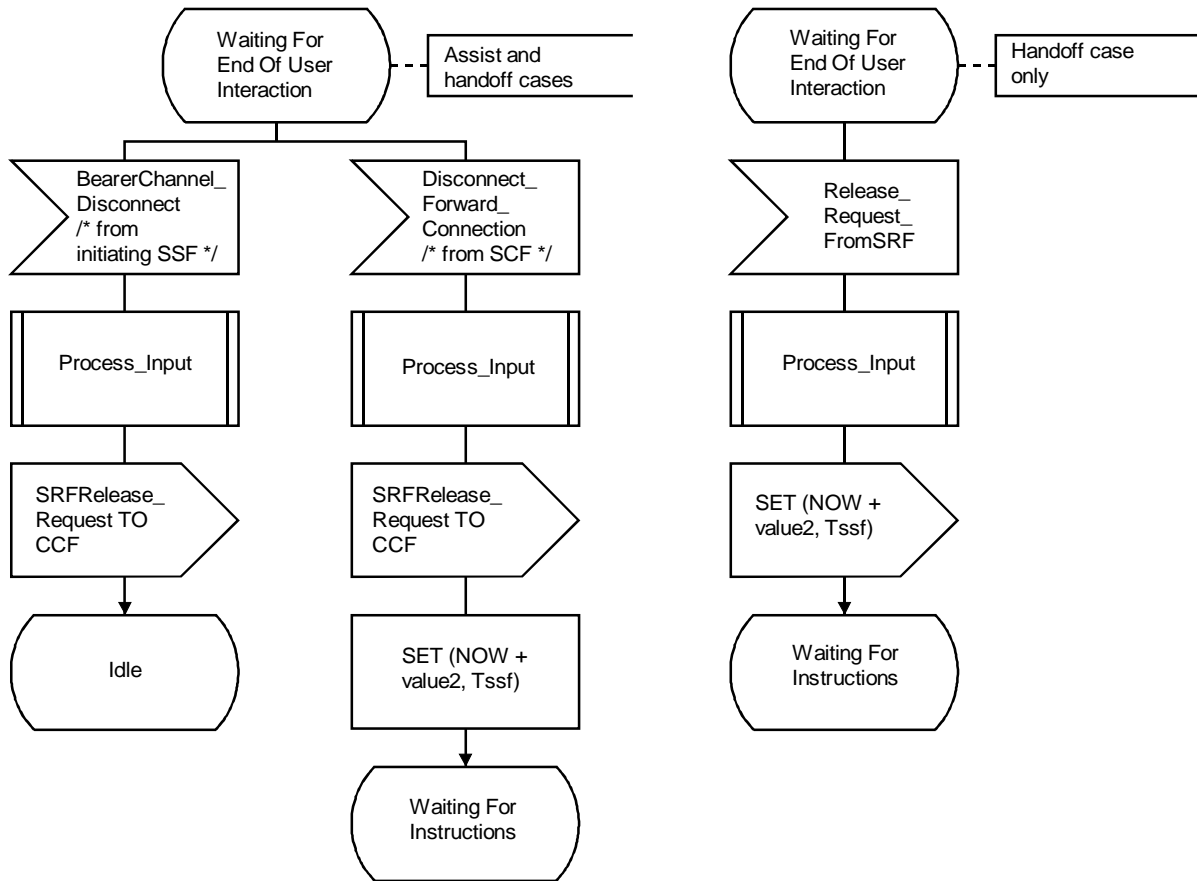 Waiting For
End Of User
Interaction
Assist and
handoff cases
BearerChannel_
Disconnect
/* from
initiating SSF */
Process_Input
SRFRelease_
Request TO
CCF
Idle
Disconnect_
Forward_
Connection
/* from SCF */
Process_Input
SRFRelease_
Request TO
CCF
SET (NOW +
value2, Tssf)
Waiting For
Instructions
Waiting For
End Of User
Interaction
Handoff case
only
Release_
Request_
FromSRF
Process_Input
SET (NOW +
value2, Tssf)
Waiting For
Instructions